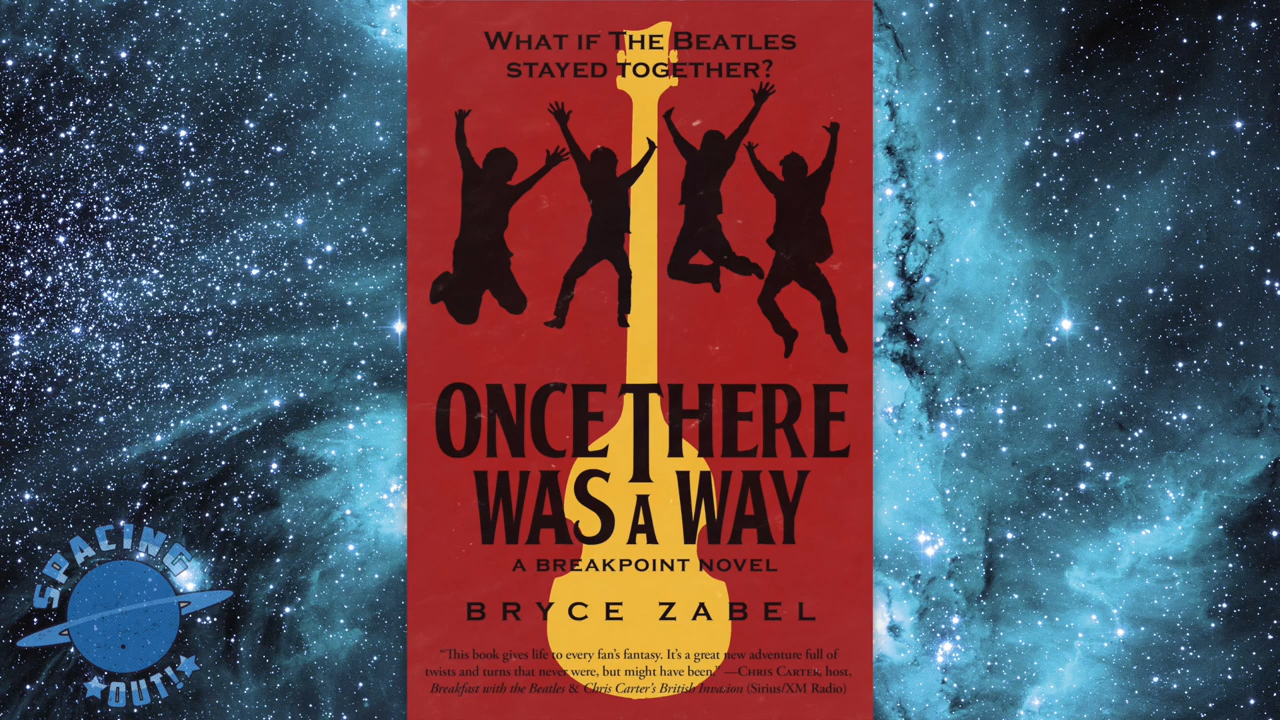 WHAT IF THE BEATLES
STAYED TOGETHER?
ONCE THERE
WAS A WAY
A BREAKPOINT NOVEL
BRYCE ZABEL
“This book gives life to every fan’s fantasy. It’s a great new adventure full of
twists and turns that never were, but might have been.” —CHRIS CARTER, host,
Breakfast with the Beatles & Chris Carter’s British Invasion (Sirius/XM Radio)
SPACING
OUT!